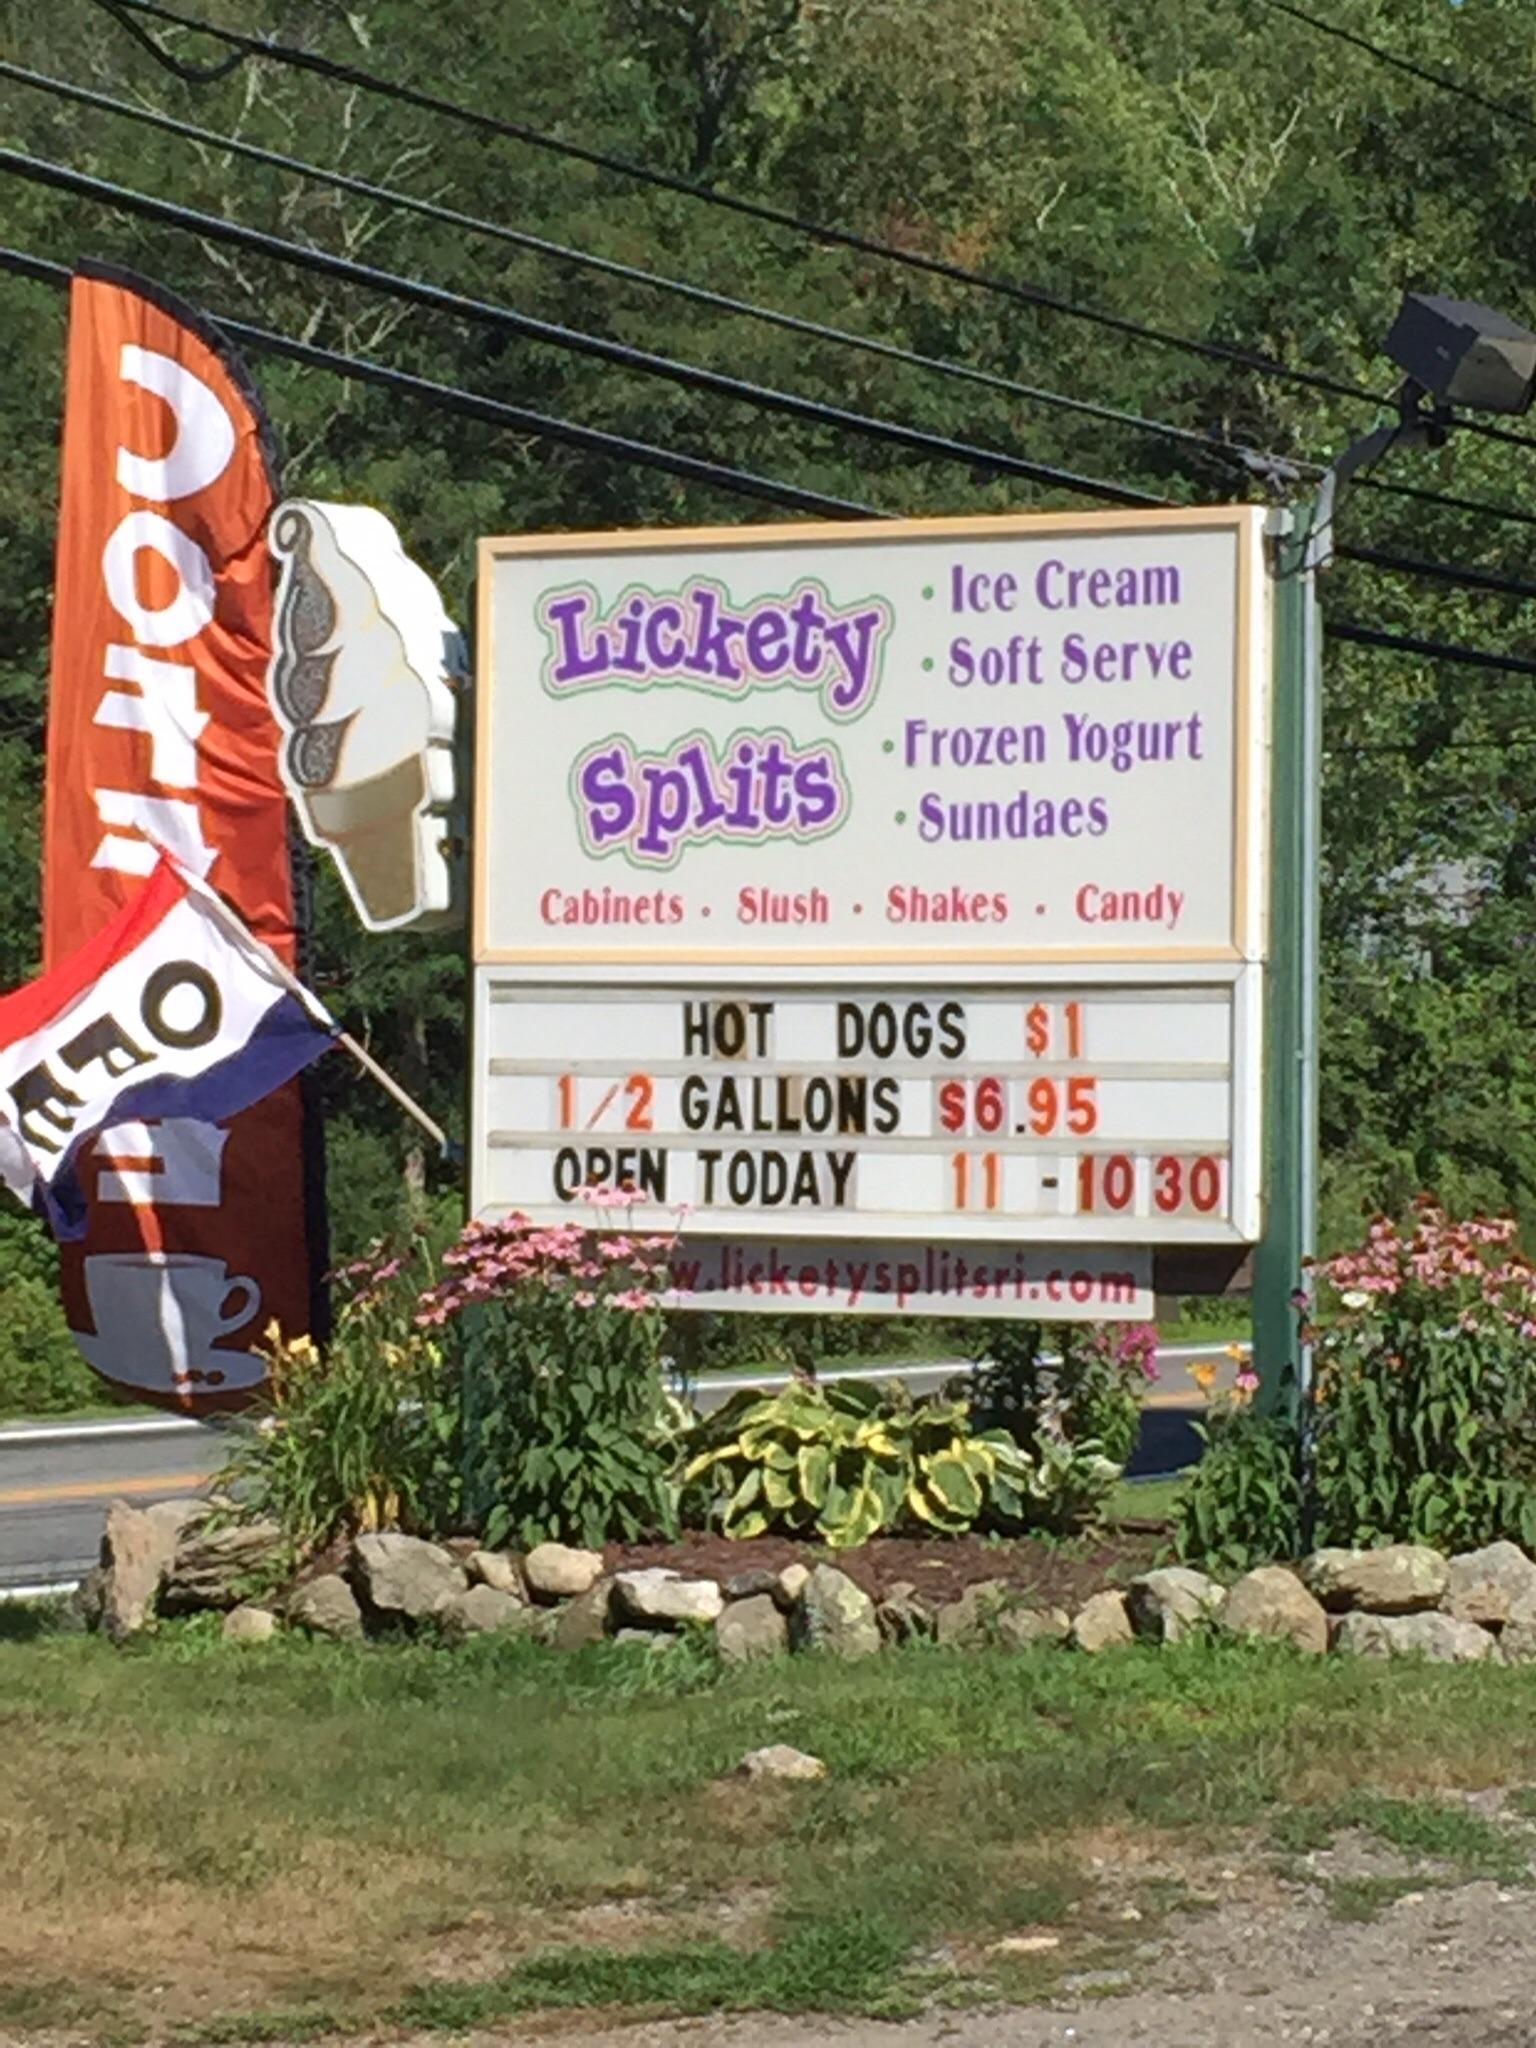 Lickety
Splits
• Ice Cream
• Soft Serve
• Frozen Yogurt
• Sundaes
Cabinets • Slush • Shakes • Candy
HOT DOGS $1
1/2 GALLONS $6.95
OPEN TODAY 11 - 10 30
w.licketysplitsri.com
OPE